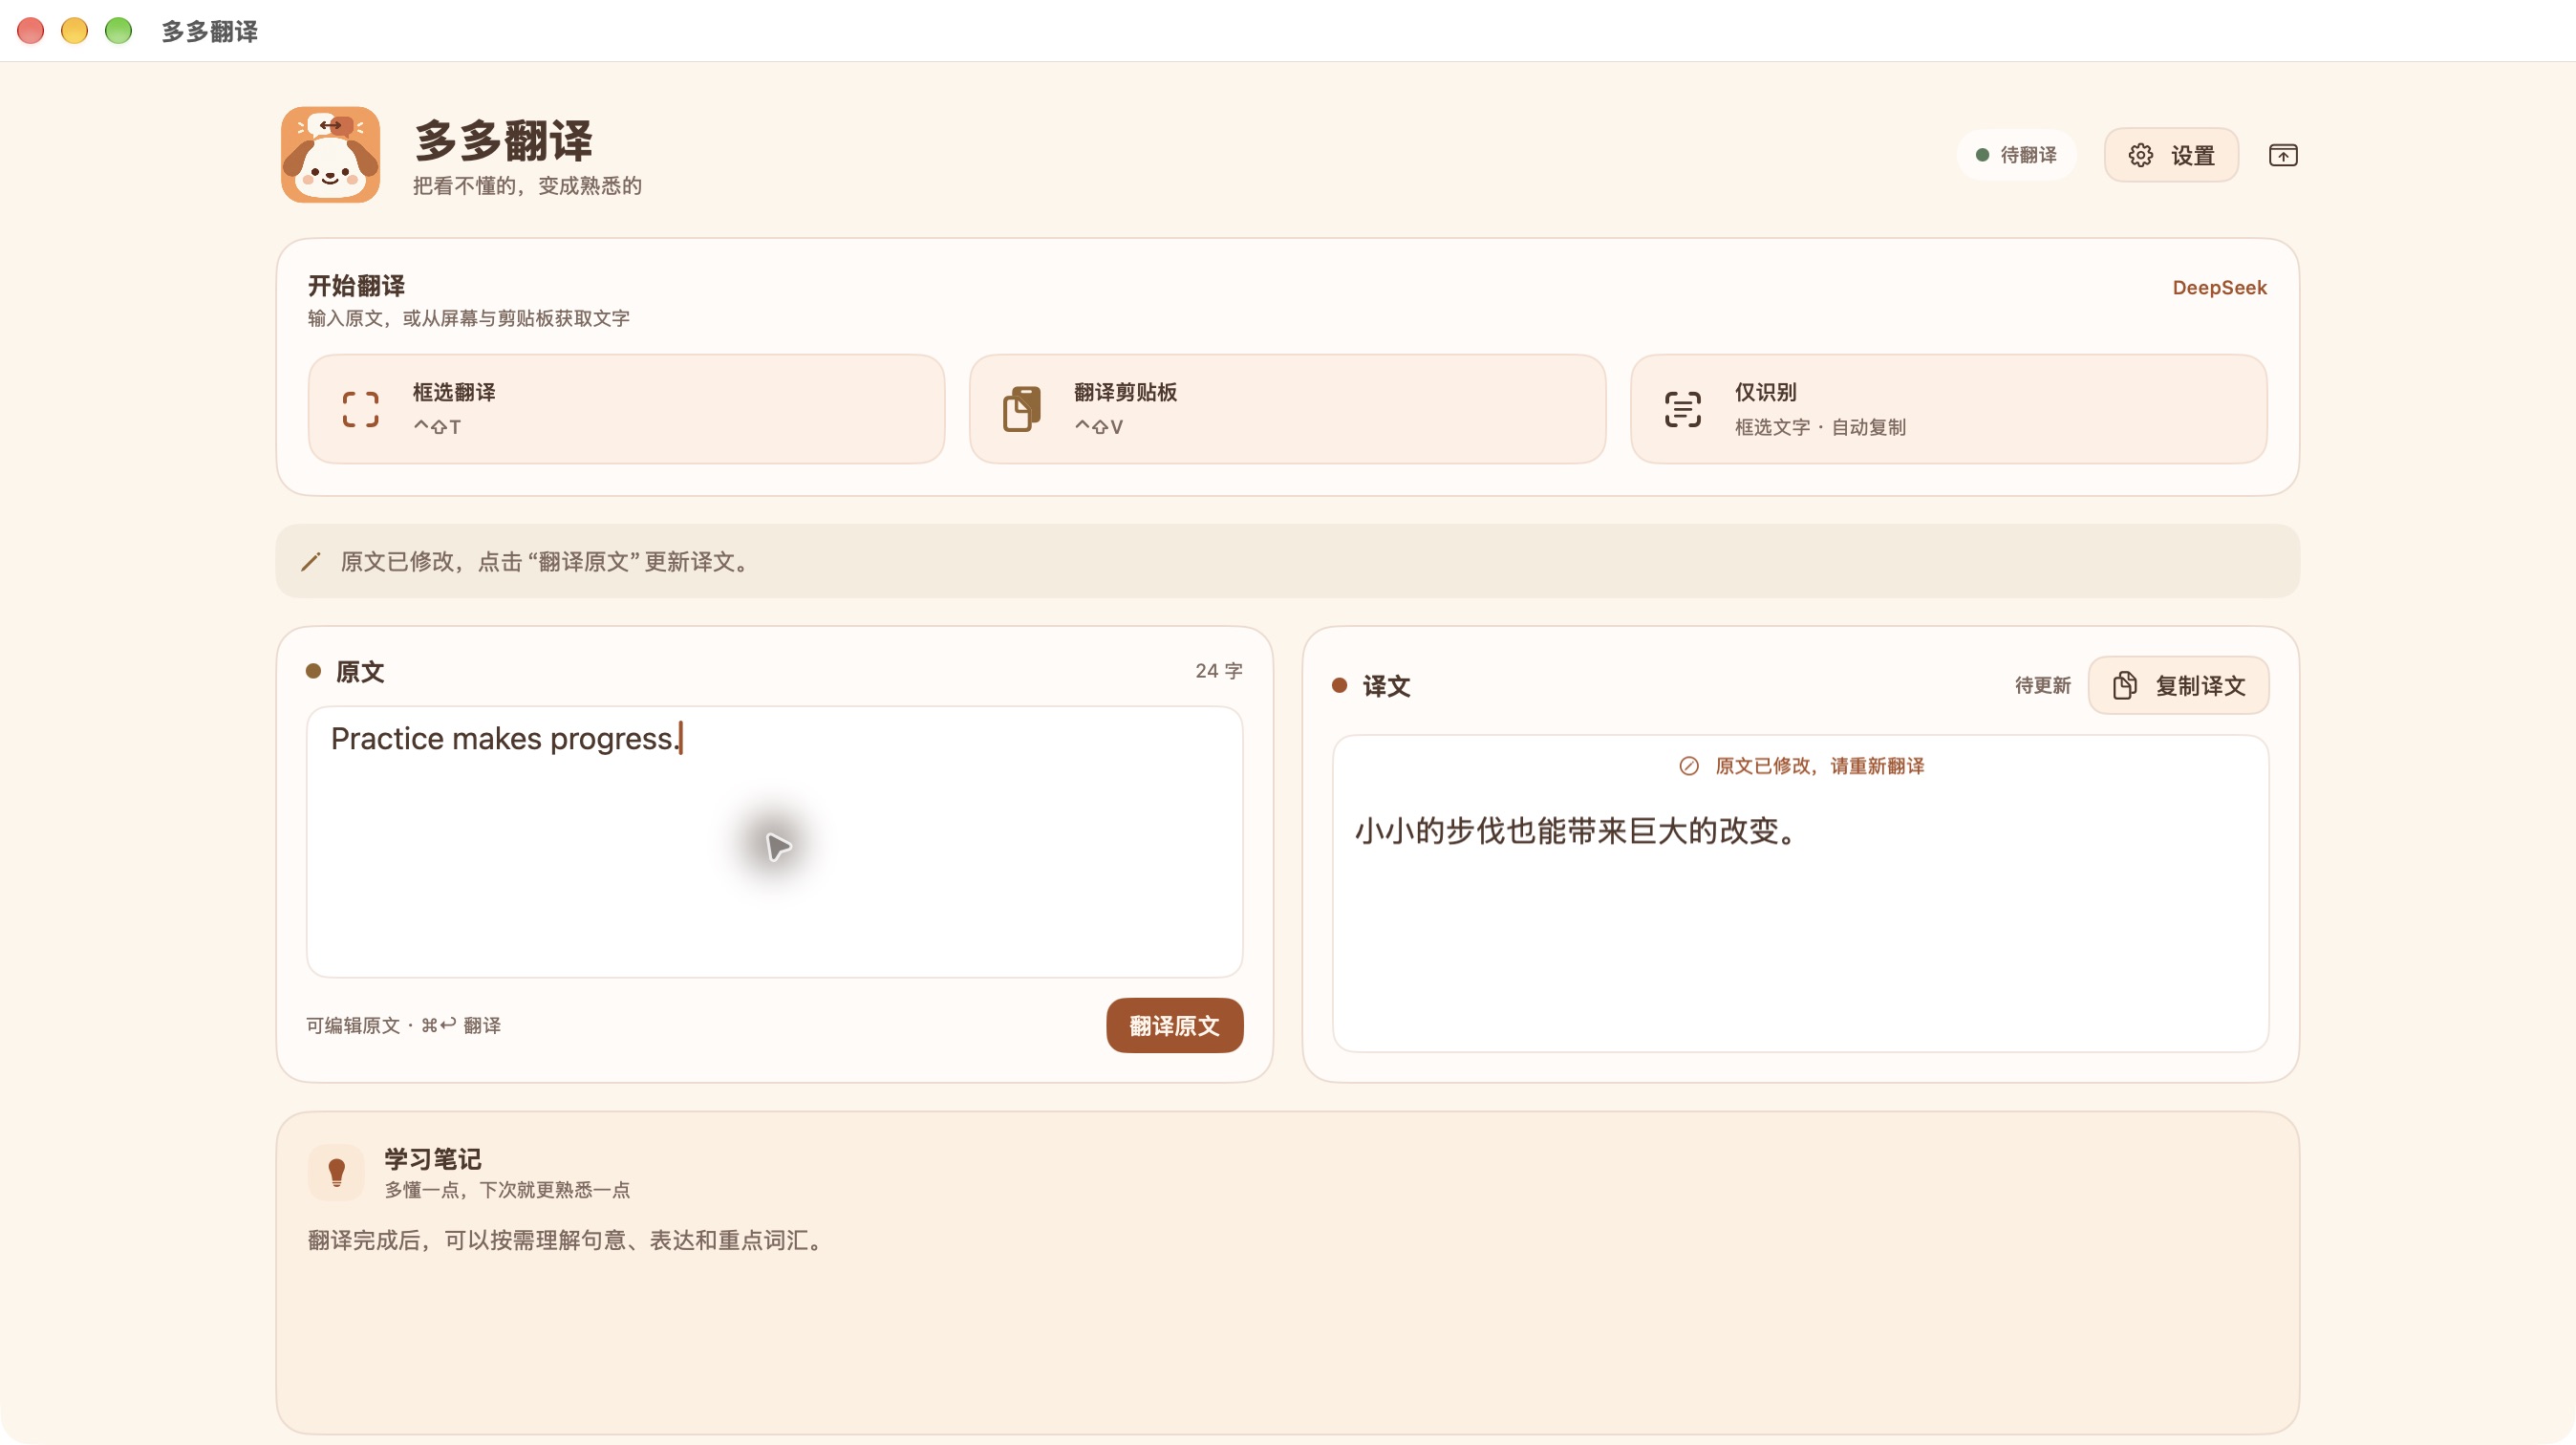 多多翻译
多多翻译
把看不懂的，变成熟悉的
待翻译
设置
开始翻译
DeepSeek
输入原文，或从屏幕与剪贴板获取文字
框选翻译
^⇧T
翻译剪贴板
^⇧V
仅识别
框选文字 · 自动复制
原文已修改，点击“翻译原文”更新译文。
原文
24 字
Practice makes progress.
可编辑原文 · ⌘↩ 翻译
翻译原文
译文
待更新
复制译文
原文已修改，请重新翻译
小小的步伐也能带来巨大的改变。
学习笔记
多懂一点，下次就更熟悉一点
翻译完成后，可以按需理解句意、表达和重点词汇。